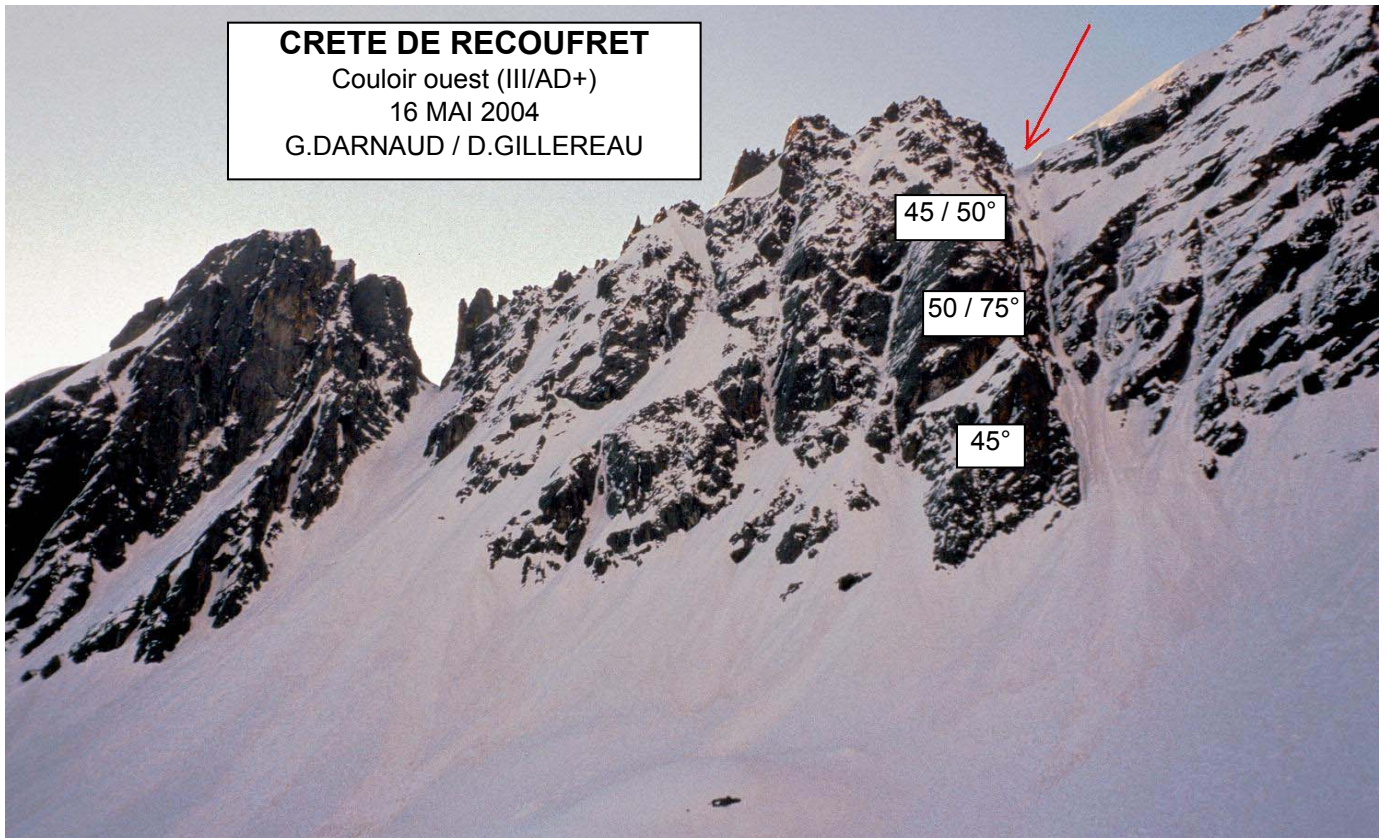 CRETE DE RECOUFRET
Couloir ouest (III/AD+)
16 MAI 2004
G.DARNAUD / D.GILLEREAU
45 / 50°
50 / 75°
45°